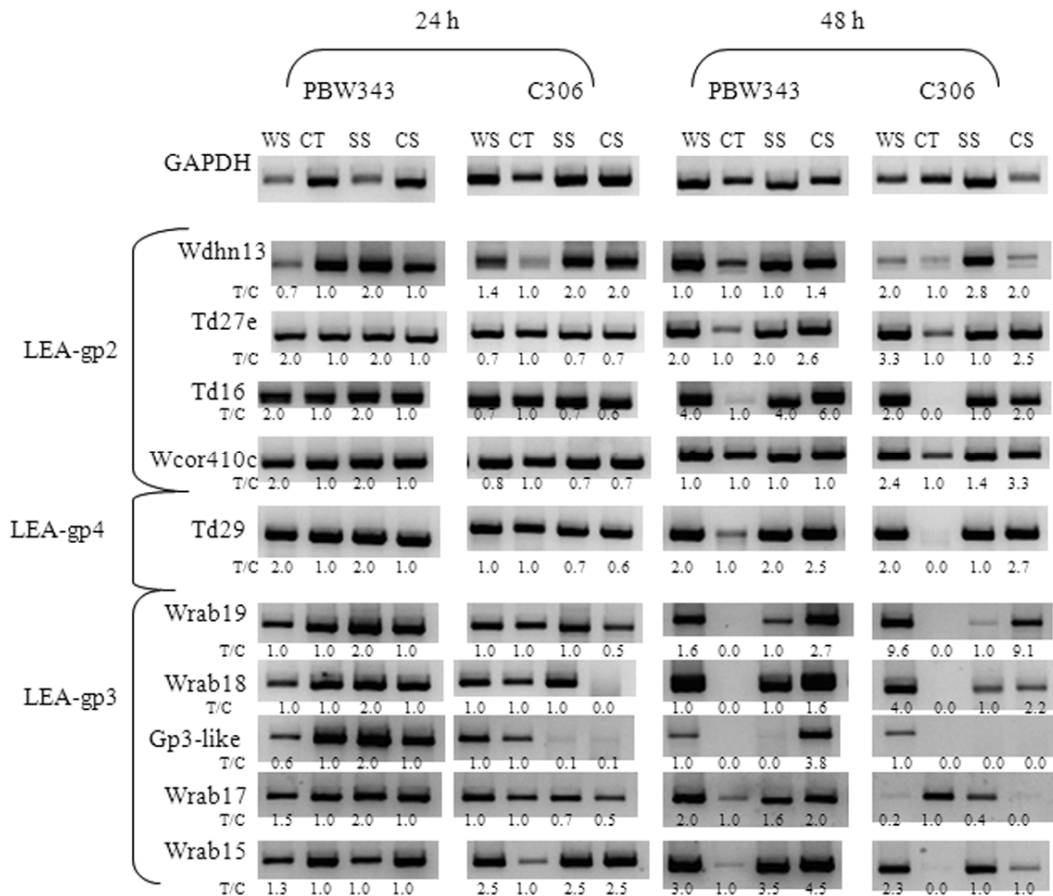 24 h 48 h
PBW343 C306 PBW343 C306
WS CT SS CS WS CT SS CS WS CT SS CS WS CT SS CS
GAPDH
Wdhn13
T/C 0.7 1.0 2.0 1.0 1.4 1.0 2.0 2.0 1.0 1.0 1.0 1.4 2.0 1.0 2.8 2.0
Td27e
LEA-gp2
T/C 2.0 1.0 2.0 1.0 0.7 1.0 0.7 0.7 2.0 1.0 2.0 2.6 3.3 1.0 1.0 2.5
Td16
T/C 2.0 1.0 2.0 1.0 0.7 1.0 0.7 0.6 4.0 1.0 4.0 6.0 2.0 0.0 1.0 2.0
Wcor410c
T/C 2.0 1.0 2.0 1.0 0.8 1.0 0.7 0.7 1.0 1.0 1.0 1.0 2.4 1.0 1.4 3.3
LEA-gp4 Td29
T/C 2.0 1.0 2.0 1.0 1.0 1.0 0.7 0.6 2.0 1.0 2.0 2.5 2.0 0.0 1.0 2.7
Wrab19
T/C 1.0 1.0 2.0 1.0 1.0 1.0 1.0 0.5 1.6 0.0 1.0 2.7 9.6 0.0 1.0 9.1
Wrab18
LEA-gp3
T/C 1.0 1.0 2.0 1.0 1.0 1.0 1.0 0.0 1.0 0.0 1.0 1.6 4.0 0.0 1.0 2.2
Gp3-like
T/C 0.6 1.0 2.0 1.0 1.0 1.0 0.1 0.1 1.0 0.0 0.0 3.8 1.0 0.0 0.0 0.0
Wrab17
T/C 1.5 1.0 2.0 1.0 1.0 1.0 0.7 0.5 2.0 1.0 1.6 2.0 0.2 1.0 0.4 0.0
Wrab15
T/C 1.3 1.0 1.0 1.0 2.5 1.0 2.5 2.5 3.0 1.0 3.5 4.5 2.3 0.0 1.0 1.0